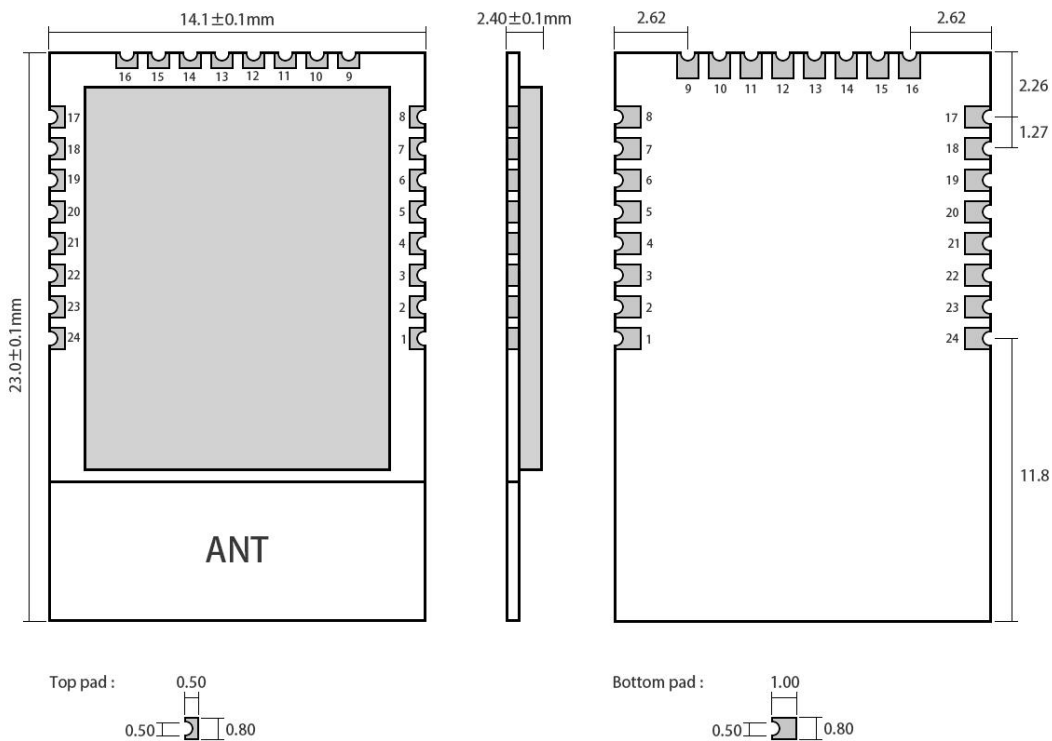 14.1±0.1mm
2.40±0.1mm
2.62
2.62
16 15 14 13 12 11 10 9
9 10 11 12 13 14 15 16
2.26
1.27
17 8
18 7
19 6
20 5
21 4
22 3
23 2
24 1
8 17
7 18
6 19
5 20
4 21
3 22
2 23
1 24
23.0±0.1mm
11.8
ANT
Top pad : 0.50
0.50 0.80
Bottom pad : 1.00
0.50 0.80